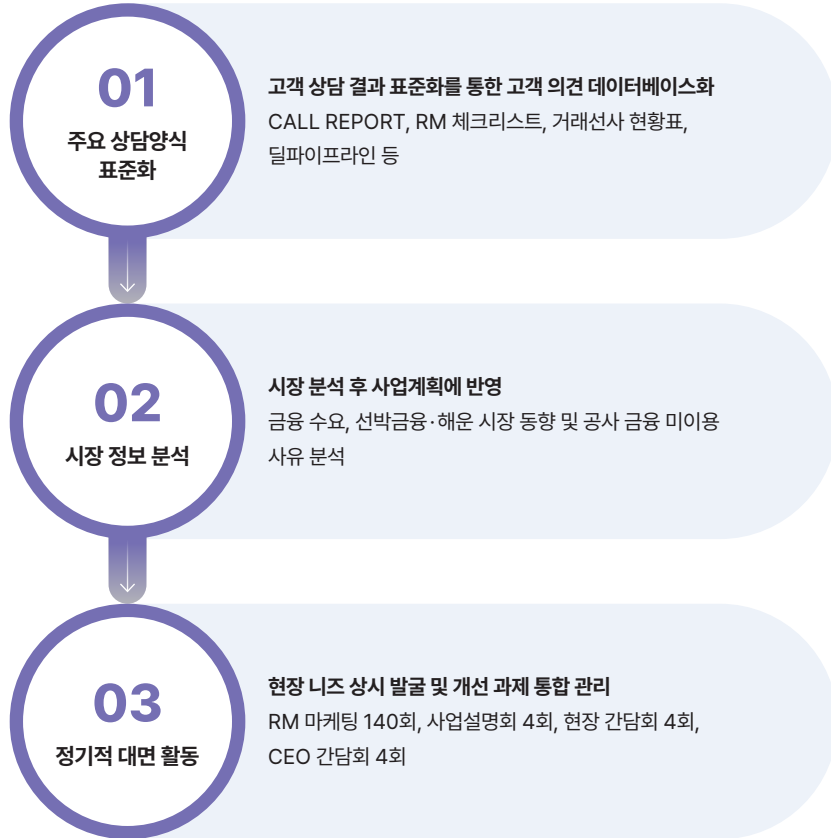 01
주요 상담양식
표준화
고객 상담 결과 표준화를 통한 고객 의견 데이터베이스화
CALL REPORT, RM 체크리스트, 거래선사 현황표,
딜파이프라인 등
02
시장 정보 분석
시장 분석 후 사업계획에 반영
금융 수요, 선박금융·해운 시장 동향 및 공사 금융 미이용
사유 분석
03
정기적 대면 활동
현장 니즈 상시 발굴 및 개선 과제 통합 관리
RM 마케팅 140회, 사업설명회 4회, 현장 간담회 4회,
CEO 간담회 4회